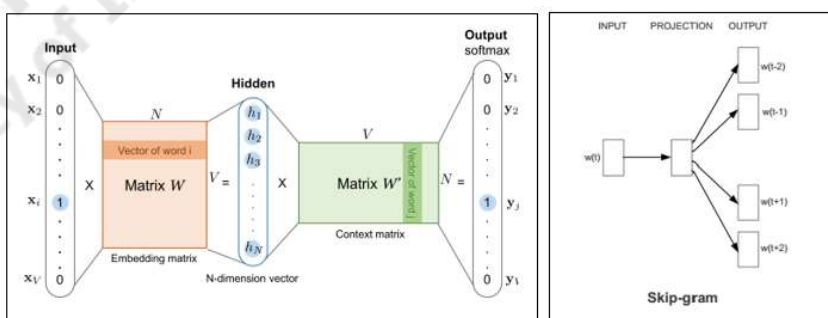 Input
x1 0
x2 0
xi 1
xV 0
X
N
Vector of word i
Matrix W
V =
Embedding matrix
Hidden
h1
h2
h3
hN
N-dimension vector
X
V
Matrix W'
Vector of word j
N =
Context matrix
Output
softmax
0 y1
0 y2
1 yj
0
INPUT PROJECTION OUTPUT
w(t)
w(t-2)
w(t-1)
w(t+1)
w(t+2)
Skip-gram